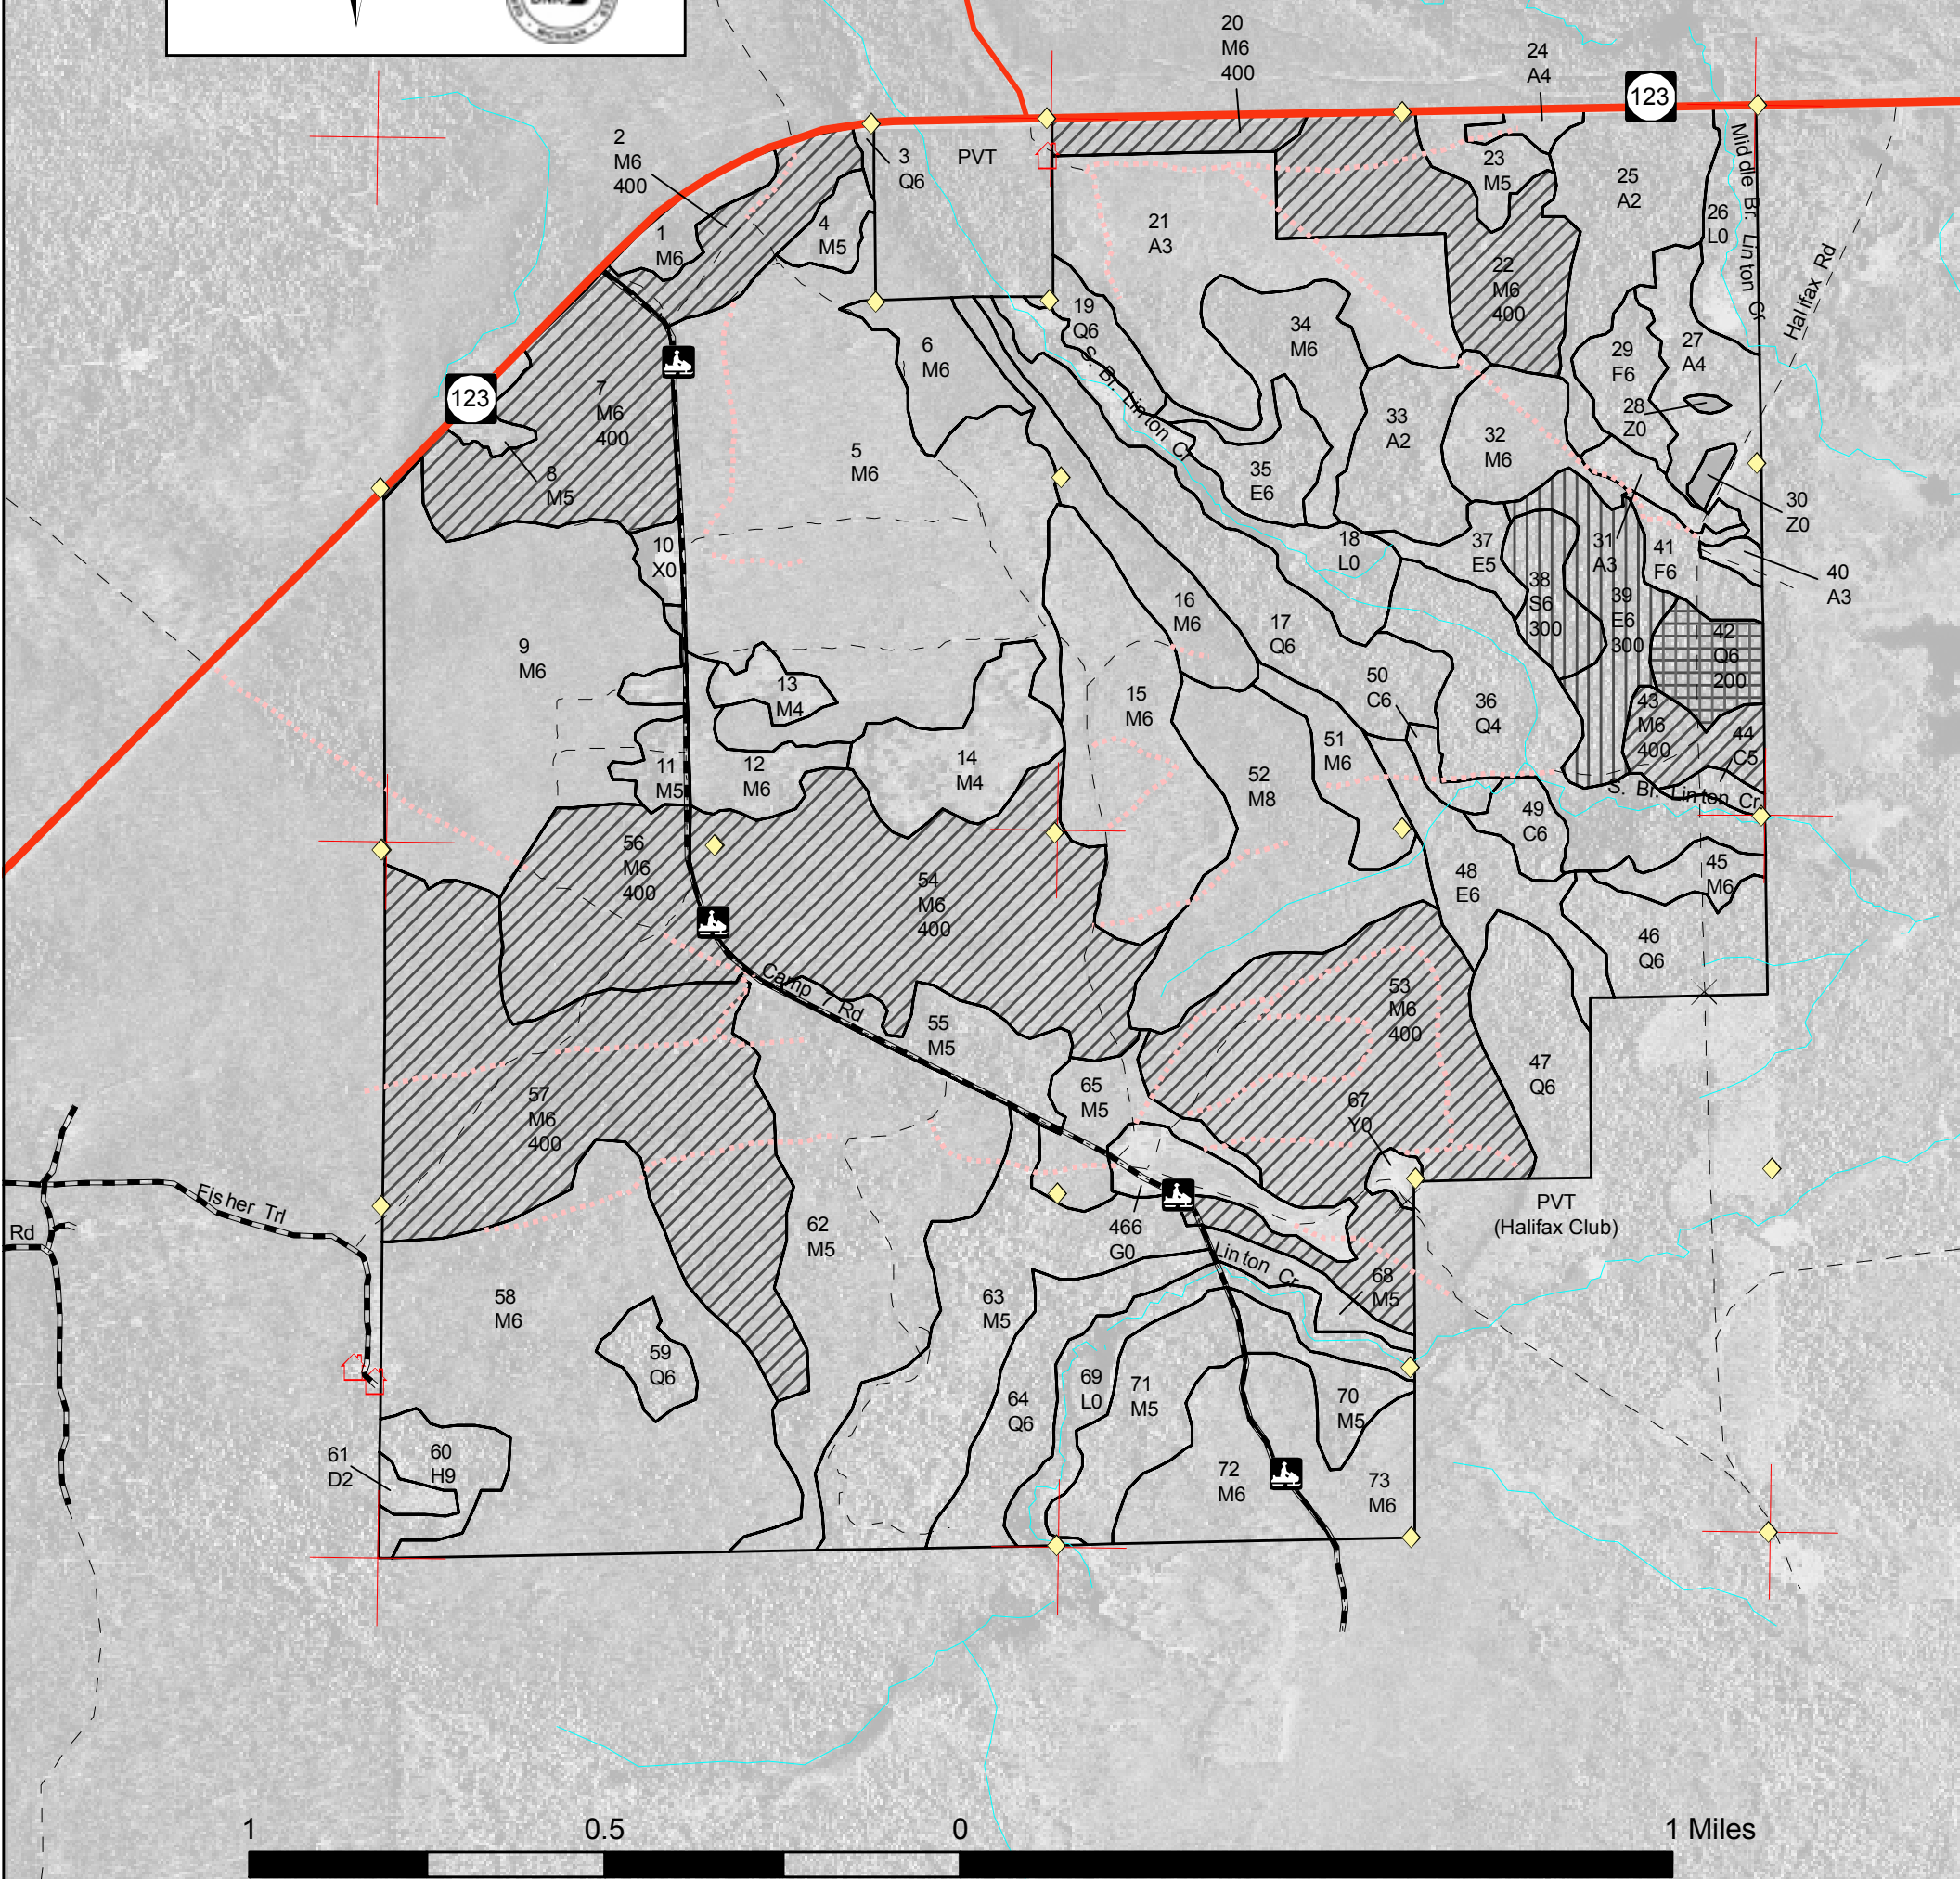 MICHIGAN
20
M6
400
24
A4
123
2
M6
400
3
Q6
PVT
23
M5
25
A2
Middle Br. Linton Cr
Halifax Rd
1
M6
4
M5
21
A3
26
L0
22
M6
400
19
Q6
34
M6
6
M6
S. Br. Linton Cr
29
F6
27
A4
123
7
M6
400
28
Z0
33
A2
32
M6
5
M6
8
M5
35
E6
30
Z0
10
X0
18
L0
37
E5
31
A3
41
F6
40
A3
38
S6
300
39
E6
300
16
M6
17
Q6
42
Q6
200
9
M6
13
M4
15
M6
50
C6
36
Q4
43
M6
400
44
C5
11
M5
12
M6
14
M4
52
M8
51
M6
S. Br. Linton Cr.
49
C6
56
M6
400
54
M6
400
48
E6
45
M6
46
Q6
Camp 7 Rd
53
M6
400
55
M5
47
Q6
57
M6
400
65
M5
67
Y0
Fisher Trl
Rd
PVT
(Halifax Club)
62
M5
466
G0
Linton Cr
68
M5
58
M6
63
M5
59
Q6
64
Q6
69
L0
71
M5
70
M5
61
D2
60
H9
72
M6
73
M6
1 0.5 0 1 Miles